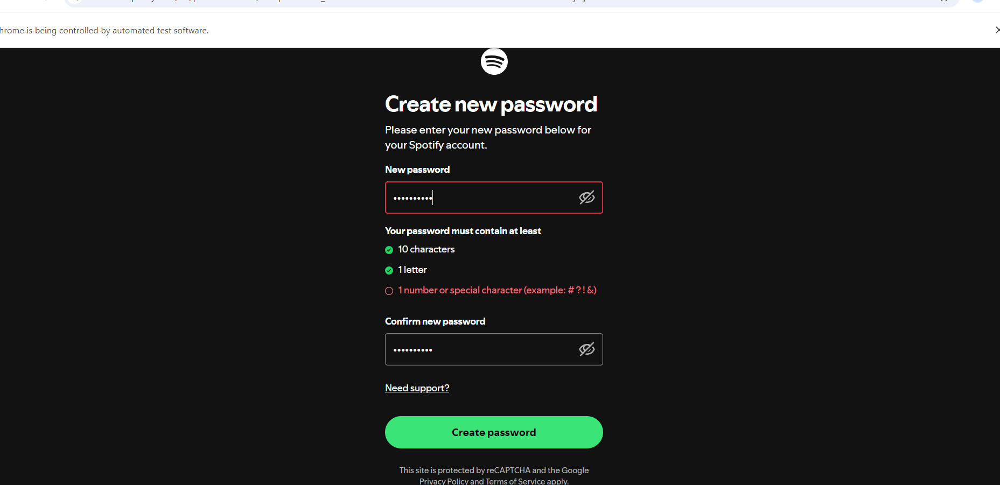 hrome is being controlled by automated test software.
Create new password
Please enter your new password below for
your Spotify account.
New password
••••••••••
Your password must contain at least
10 characters
1 letter
1 number or special character (example: # ? ! &)
Confirm new password
••••••••••
Need support?
Create password
This site is protected by reCAPTCHA and the Google
Privacy Policy and Terms of Service apply.